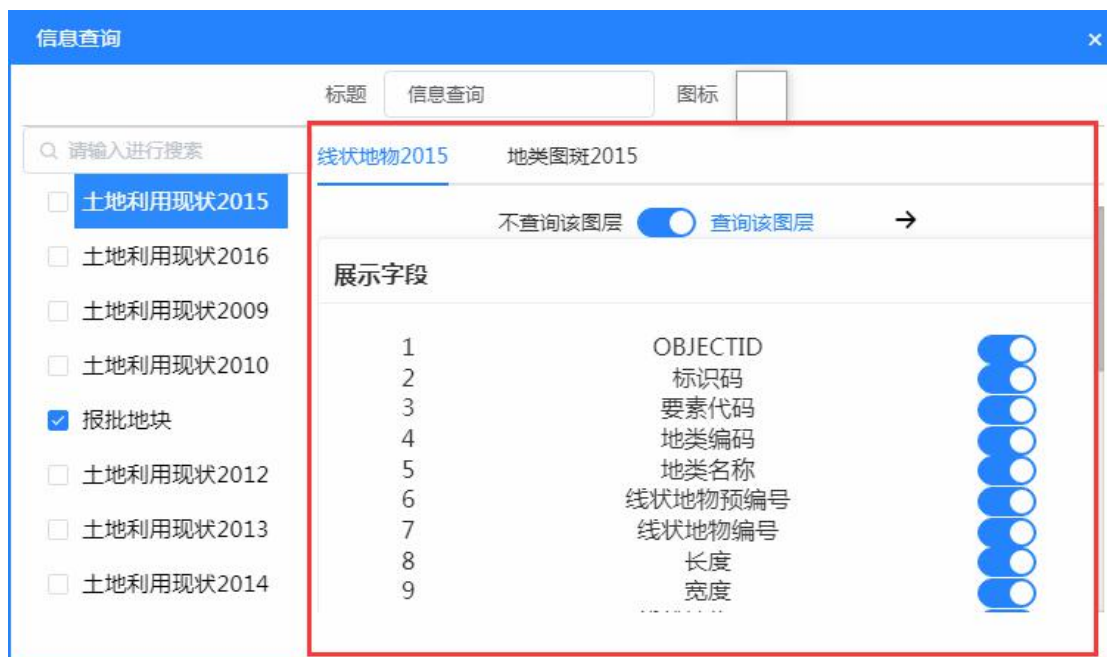 信息查询
标题 信息查询 图标
请输入进行搜索
土地利用现状2015
土地利用现状2016
土地利用现状2009
土地利用现状2010
报批地块
土地利用现状2012
土地利用现状2013
土地利用现状2014
线状地物2015 地类图斑2015
不查询该图层 查询该图层 →
展示字段
1 OBJECTID
2 标识码
3 要素代码
4 地类编码
5 地类名称
6 线状地物预编号
7 线状地物编号
8 长度
9 宽度